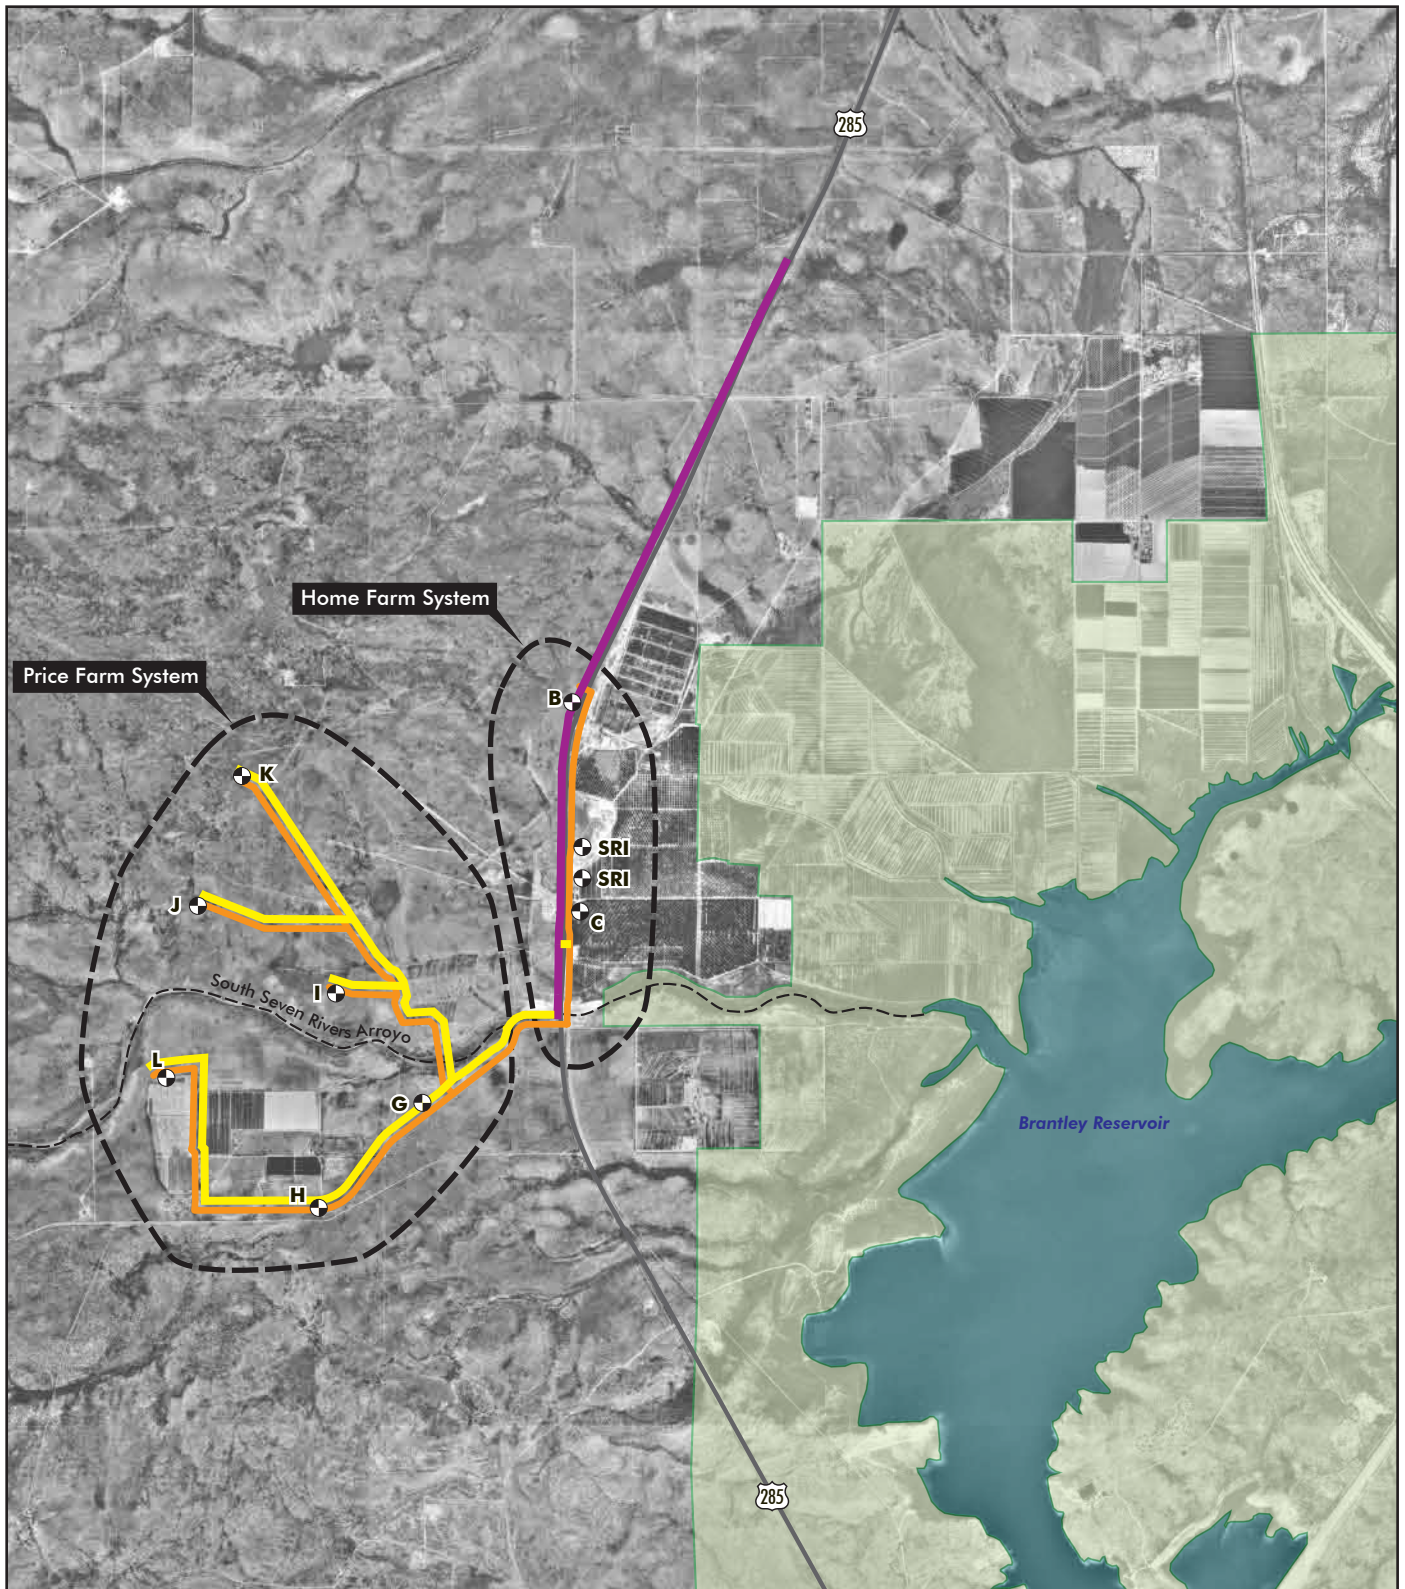 285
Home Farm System
Price Farm System
B
K
SRI
SRI
J
C
I
South Seven Rivers Arroyo
L
G
Brantley Reservoir
H
285